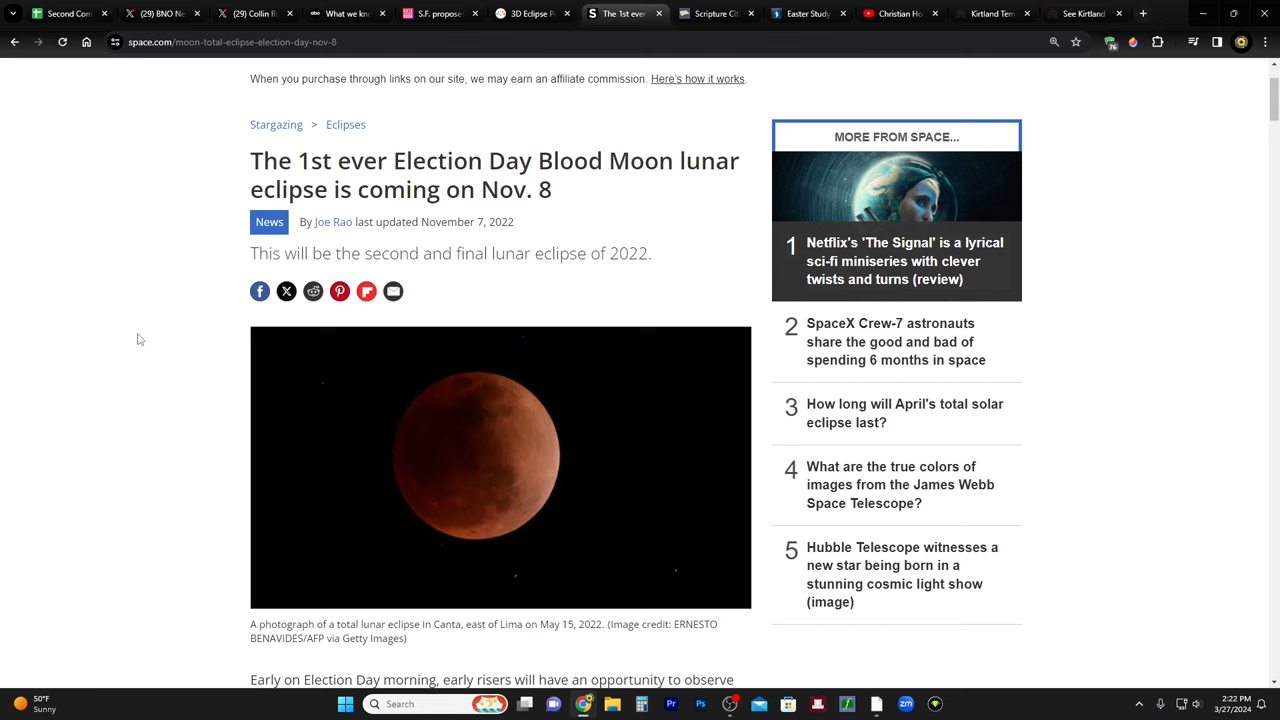 Second Com
(2) BNO Ne
(29) Collin R
What we kno
S.F. propose
3D Eclipse P
The 1st ever
Scripture Cit
Easter Study
Christian Ho
Kirtland Tem
See Kirtland
space.com/moon-total-eclipse-election-day-nov-8
76
When you purchase through links on our site, we may earn an affiliate commission. Here's how it works.
Stargazing > Eclipses
The 1st ever Election Day Blood Moon lunar
eclipse is coming on Nov. 8
News By Joe Rao last updated November 7, 2022
This will be the second and final lunar eclipse of 2022.
A photograph of a total lunar eclipse in Canta, east of Lima on May 15, 2022. (Image credit: ERNESTO
BENAVIDES/AFP via Getty Images)
Early on Election Day morning, early risers will have an opportunity to observe
MORE FROM SPACE...
1 Netflix's 'The Signal' is a lyrical
sci-fi miniseries with clever
twists and turns (review)
2 SpaceX Crew-7 astronauts
share the good and bad of
spending 6 months in space
3 How long will April's total solar
eclipse last?
4 What are the true colors of
images from the James Webb
Space Telescope?
5 Hubble Telescope witnesses a
new star being born in a
stunning cosmic light show
(image)
50°F
Sunny
Search
Pr
Ps
zm
2:22 PM
3/27/2024